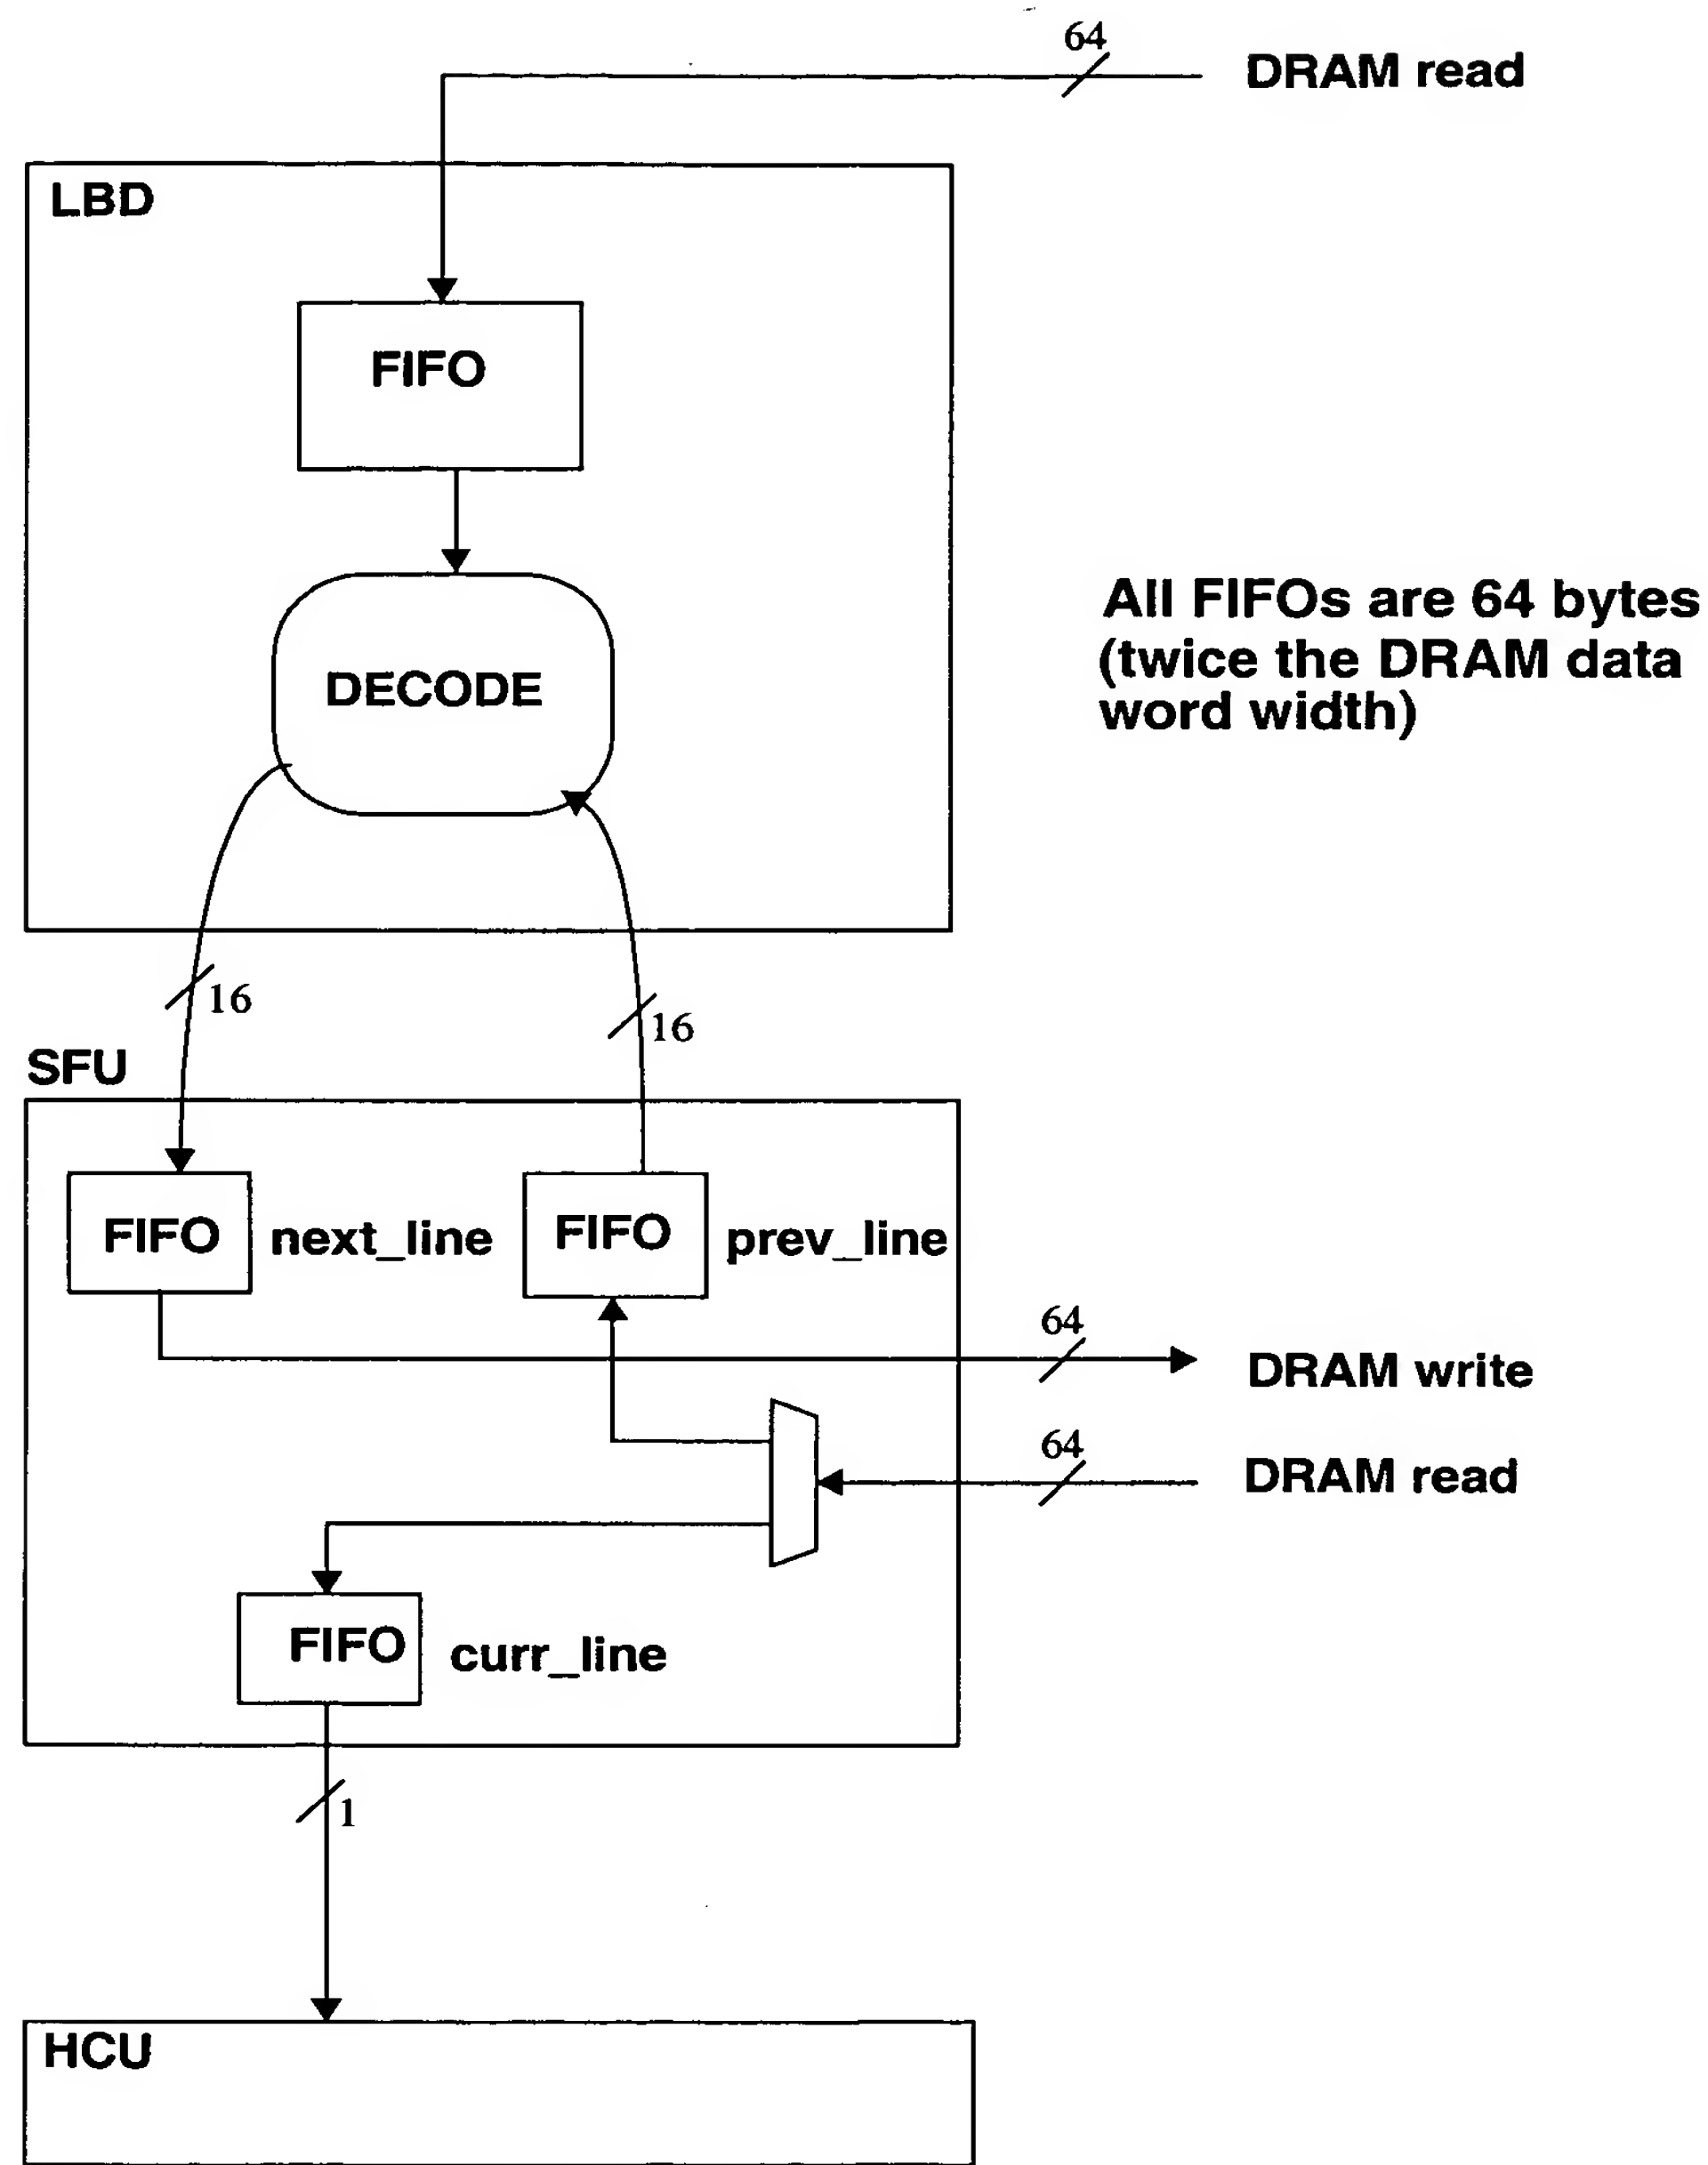 64
DRAM read
LBD
FIFO
All FIFOs are 64 bytes
(twice the DRAM data
word width)
DECODE
16
16
SFU
FIFO next_line FIFO prev_line
64
DRAM write
64
DRAM read
FIFO curr_line
1
HCU